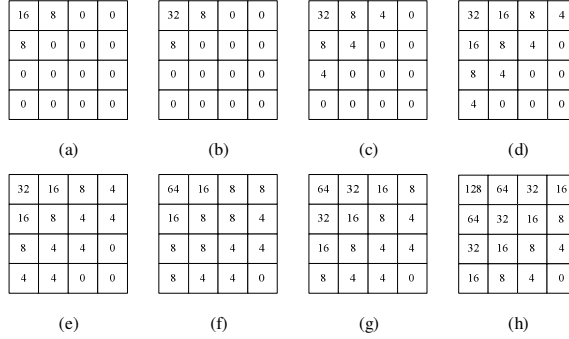 16 8 0 0 32 8 0 0 32 8 4 0 32 16 8 4
8 0 0 0 8 0 0 0 8 4 0 0 16 8 4 0
0 0 0 0 0 0 0 0 4 0 0 0 8 4 0 0
0 0 0 0 0 0 0 0 0 0 0 0 4 0 0 0
(a) (b) (c) (d)
32 16 8 4 64 16 8 8 64 32 16 8 128 64 32 16
16 8 4 4 16 8 8 4 32 16 8 4 64 32 16 8
8 4 4 0 8 8 4 4 16 8 4 4 32 16 8 4
4 4 0 0 8 4 4 0 8 4 4 0 16 8 4 0
(e) (f) (g) (h)